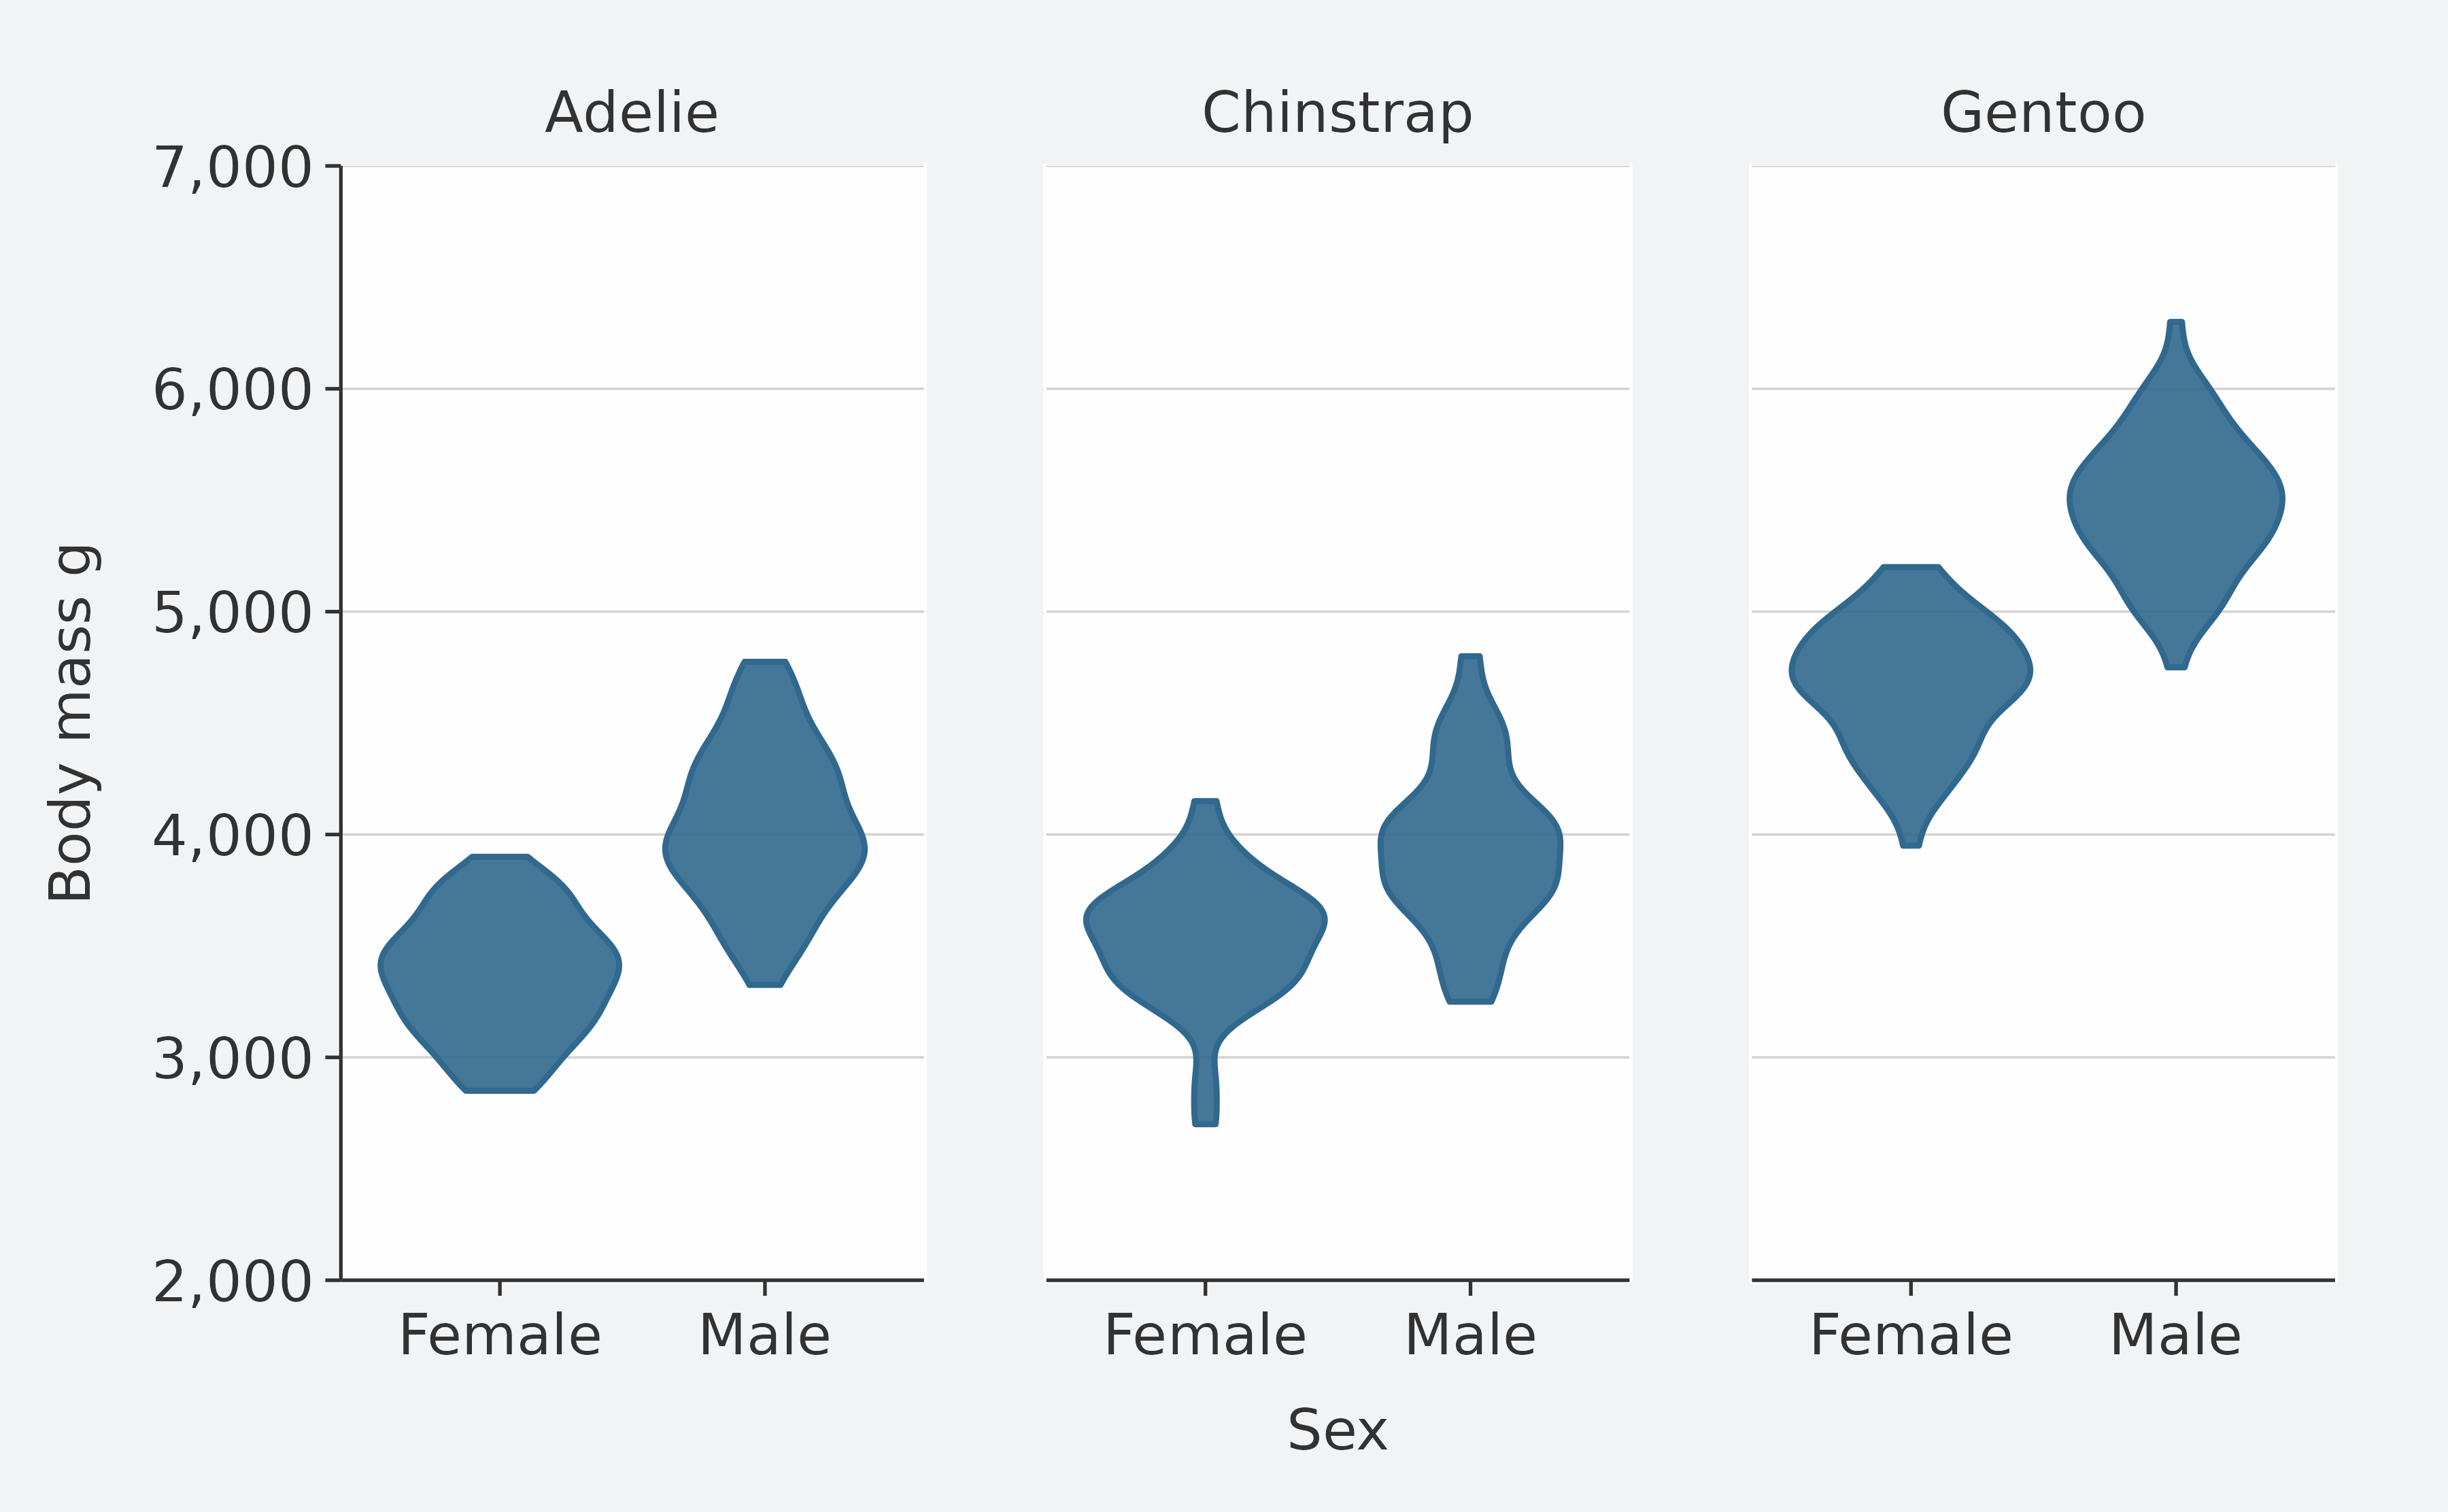 Adelie Chinstrap Gentoo
7,000
6,000
5,000
4,000
3,000
2,000
Body mass g
Female Male Female Male Female Male
Sex